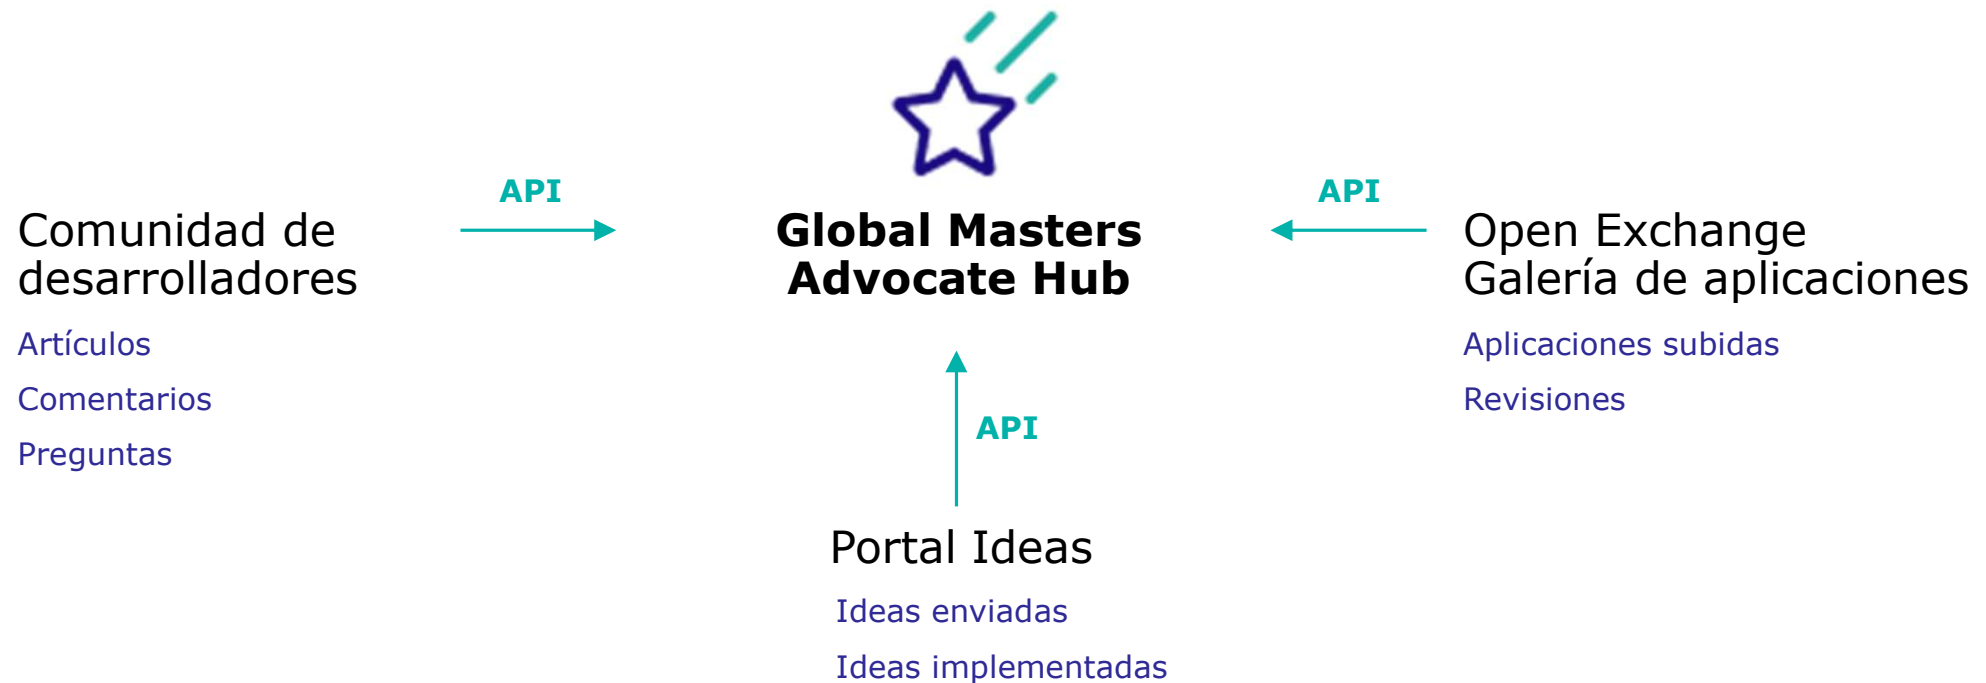 API
API
Comunidad de
desarrolladores
Artículos
Comentarios
Preguntas
Global Masters
Advocate Hub
Open Exchange
Galería de aplicaciones
Aplicaciones subidas
Revisiones
API
Portal Ideas
Ideas enviadas
Ideas implementadas